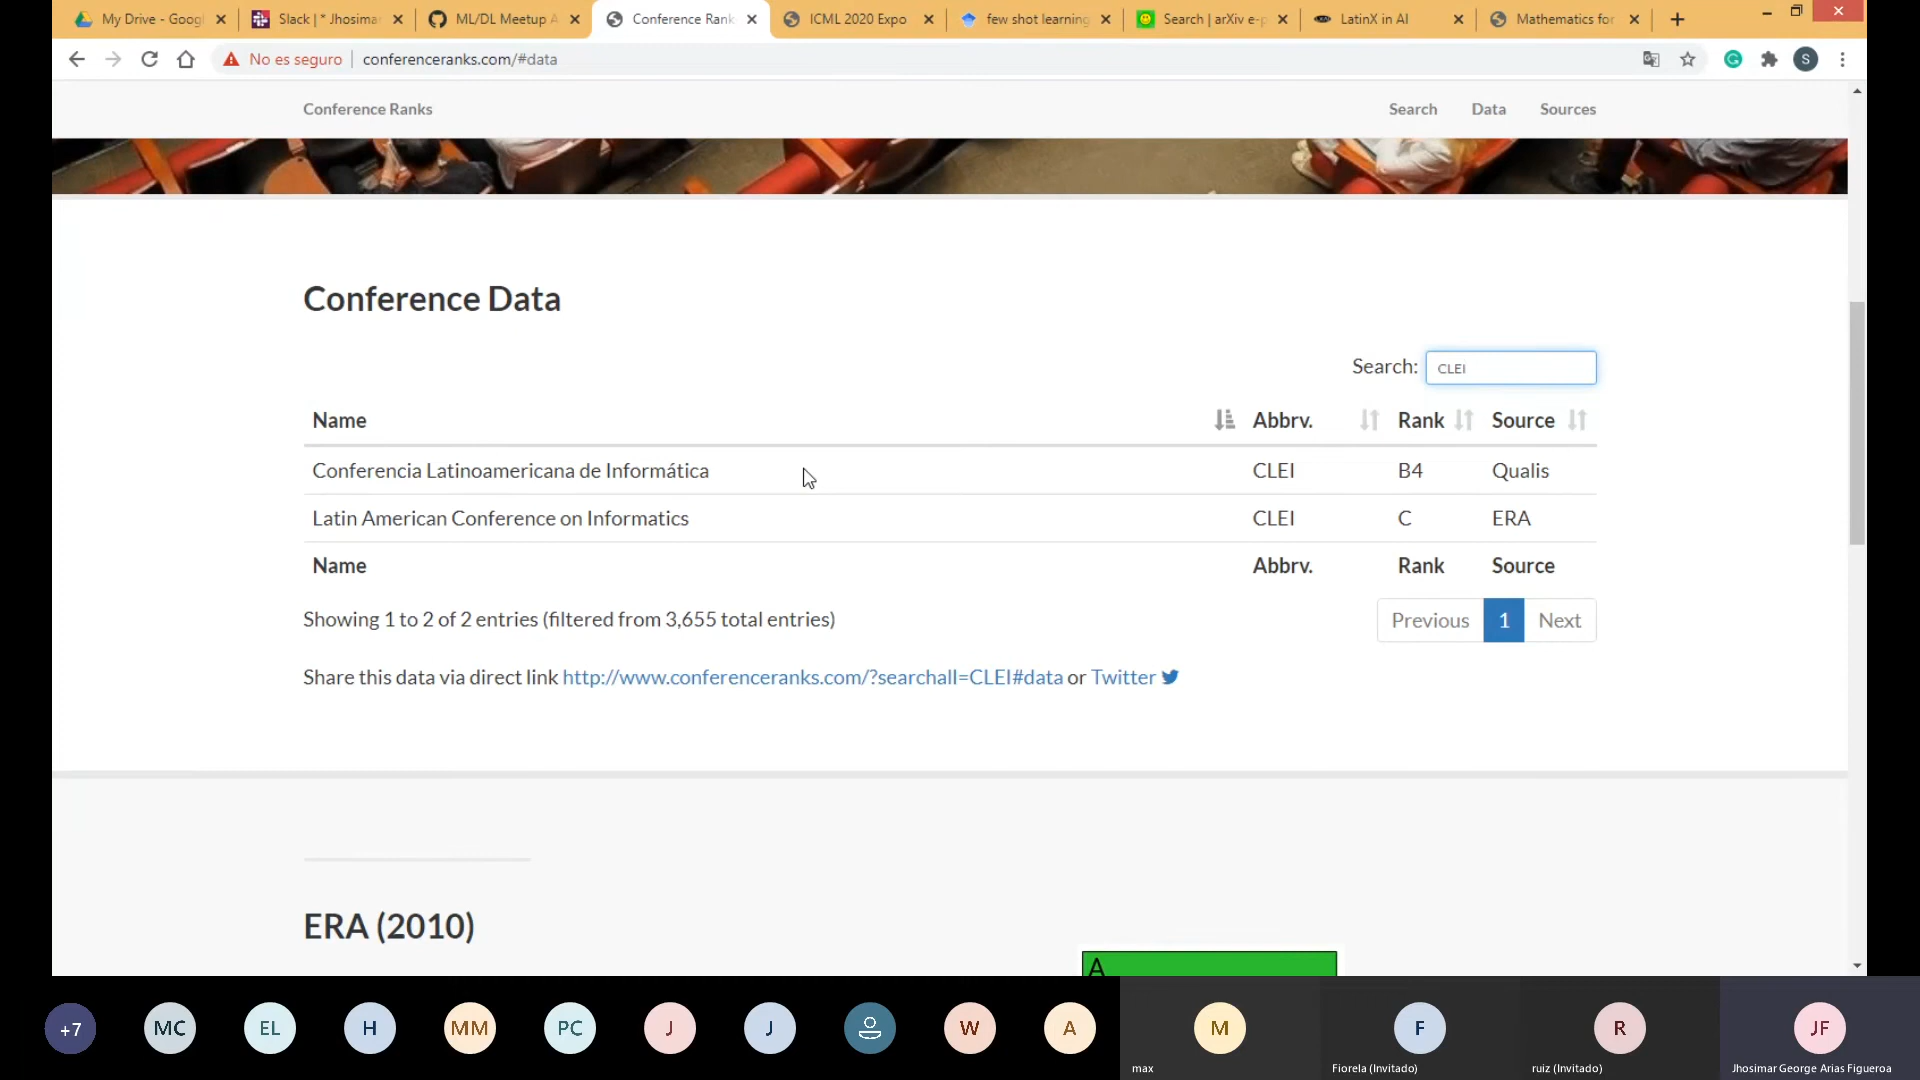 My Drive - Goog
Slack | * Jhosimar
ML/DL Meetup A
Conference Rank
ICML 2020 Expo
few shot learning
Search | arXiv e-p
LatinX in AI
Mathematics for
No es seguro
conferenceranks.com/#data
S
Conference Ranks
Search
Data
Sources
Conference Data
Search: CLEI
Name Abbrv. Rank Source
Conferencia Latinoamericana de Informática CLEI B4 Qualis
Latin American Conference on Informatics CLEI C ERA
Name Abbrv. Rank Source
Showing 1 to 2 of 2 entries (filtered from 3,655 total entries)
Previous 1 Next
Share this data via direct link http://www.conferenceranks.com/?searchall=CLEI#data or Twitter
ERA (2010)
A
+7 MC EL H MM PC J J W A M F R JF
max
Fiorela (Invitado)
ruiz (Invitado)
Jhosimar George Arias Figueroa